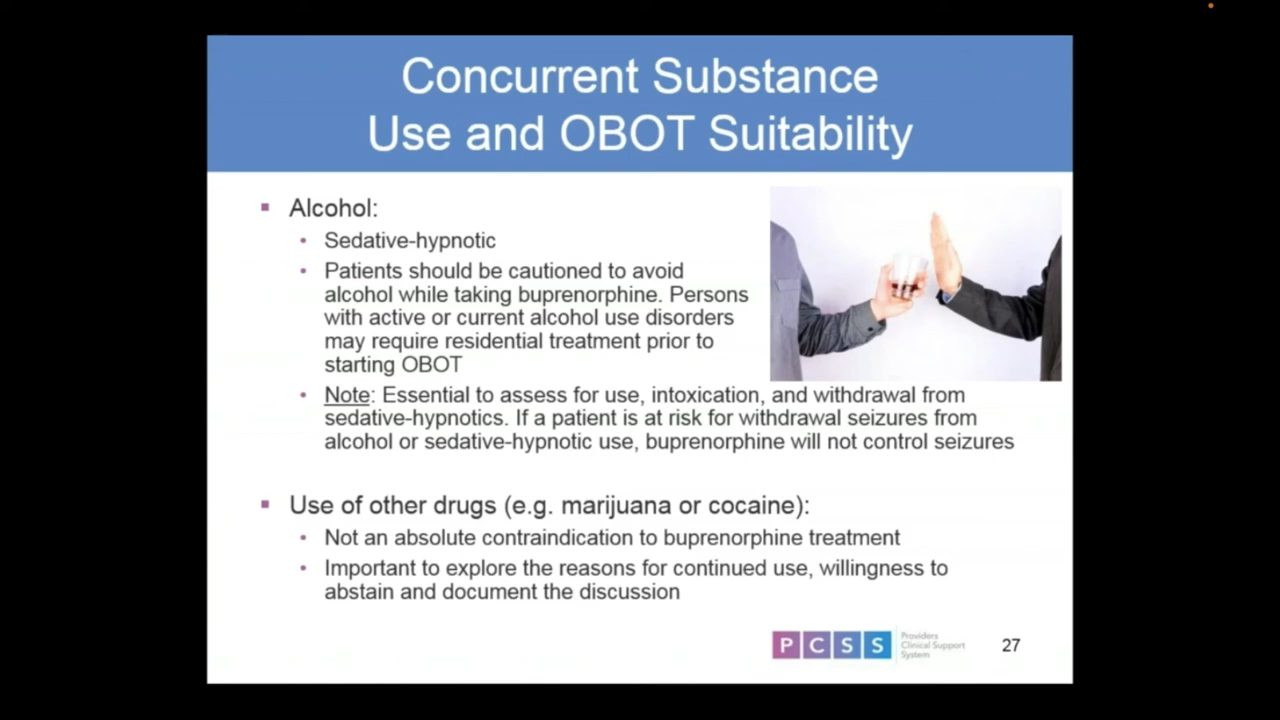 Concurrent Substance
Use and OBOT Suitability
▪ Alcohol:
• Sedative-hypnotic
• Patients should be cautioned to avoid
alcohol while taking buprenorphine. Persons
with active or current alcohol use disorders
may require residential treatment prior to
starting OBOT
• Note: Essential to assess for use, intoxication, and withdrawal from
sedative-hypnotics. If a patient is at risk for withdrawal seizures from
alcohol or sedative-hypnotic use, buprenorphine will not control seizures
▪ Use of other drugs (e.g. marijuana or cocaine):
• Not an absolute contraindication to buprenorphine treatment
• Important to explore the reasons for continued use, willingness to
abstain and document the discussion
PCSS
Providers
Clinical Support
System
27